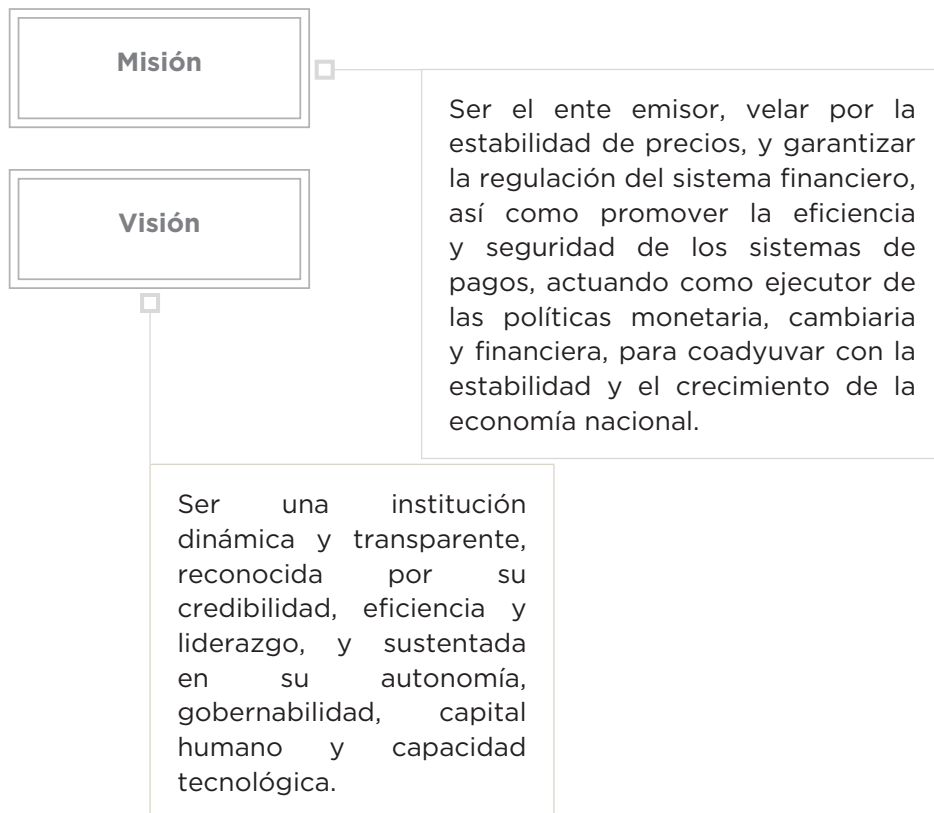 Misión
Ser el ente emisor, velar por la
estabilidad de precios, y garantizar
la regulación del sistema financiero,
así como promover la eficiencia
y seguridad de los sistemas de
pagos, actuando como ejecutor de
las políticas monetaria, cambiaria
y financiera, para coadyuvar con la
estabilidad y el crecimiento de la
economía nacional.
Visión
Ser una institución
dinámica y transparente,
reconocida por su
credibilidad, eficiencia y
liderazgo, y sustentada
en su autonomía,
gobernabilidad, capital
humano y capacidad
tecnológica.